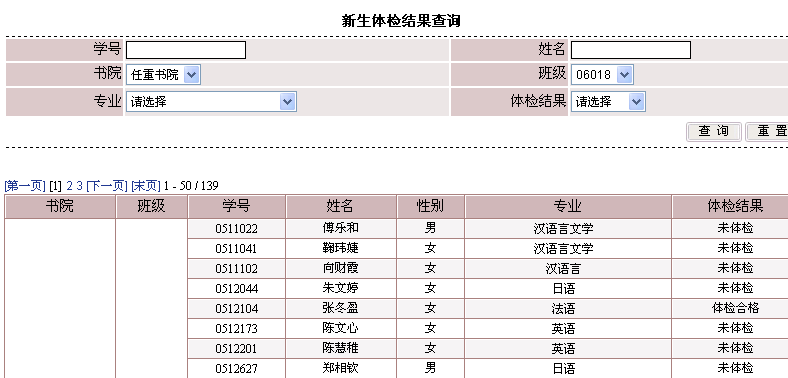 新生体检结果查询
学号 姓名
书院 任重书院 班级 06018
专业 请选择 体检结果 请选择
查 询 重 置
[第一页] [1] 2 3 [下一页] [末页] 1 - 50 / 139
书院 班级 学号 姓名 性别 专业 体检结果
0511022 傅乐和 男 汉语言文学 未体检
0511041 鞠玮婕 女 汉语言文学 未体检
0511102 向财霞 女 汉语言 未体检
0512044 朱文婷 女 日语 未体检
0512104 张冬盈 女 法语 体检合格
0512173 陈文心 女 英语 未体检
0512201 陈慧稚 女 英语 未体检
0512627 郑相钦 男 日语 未体检